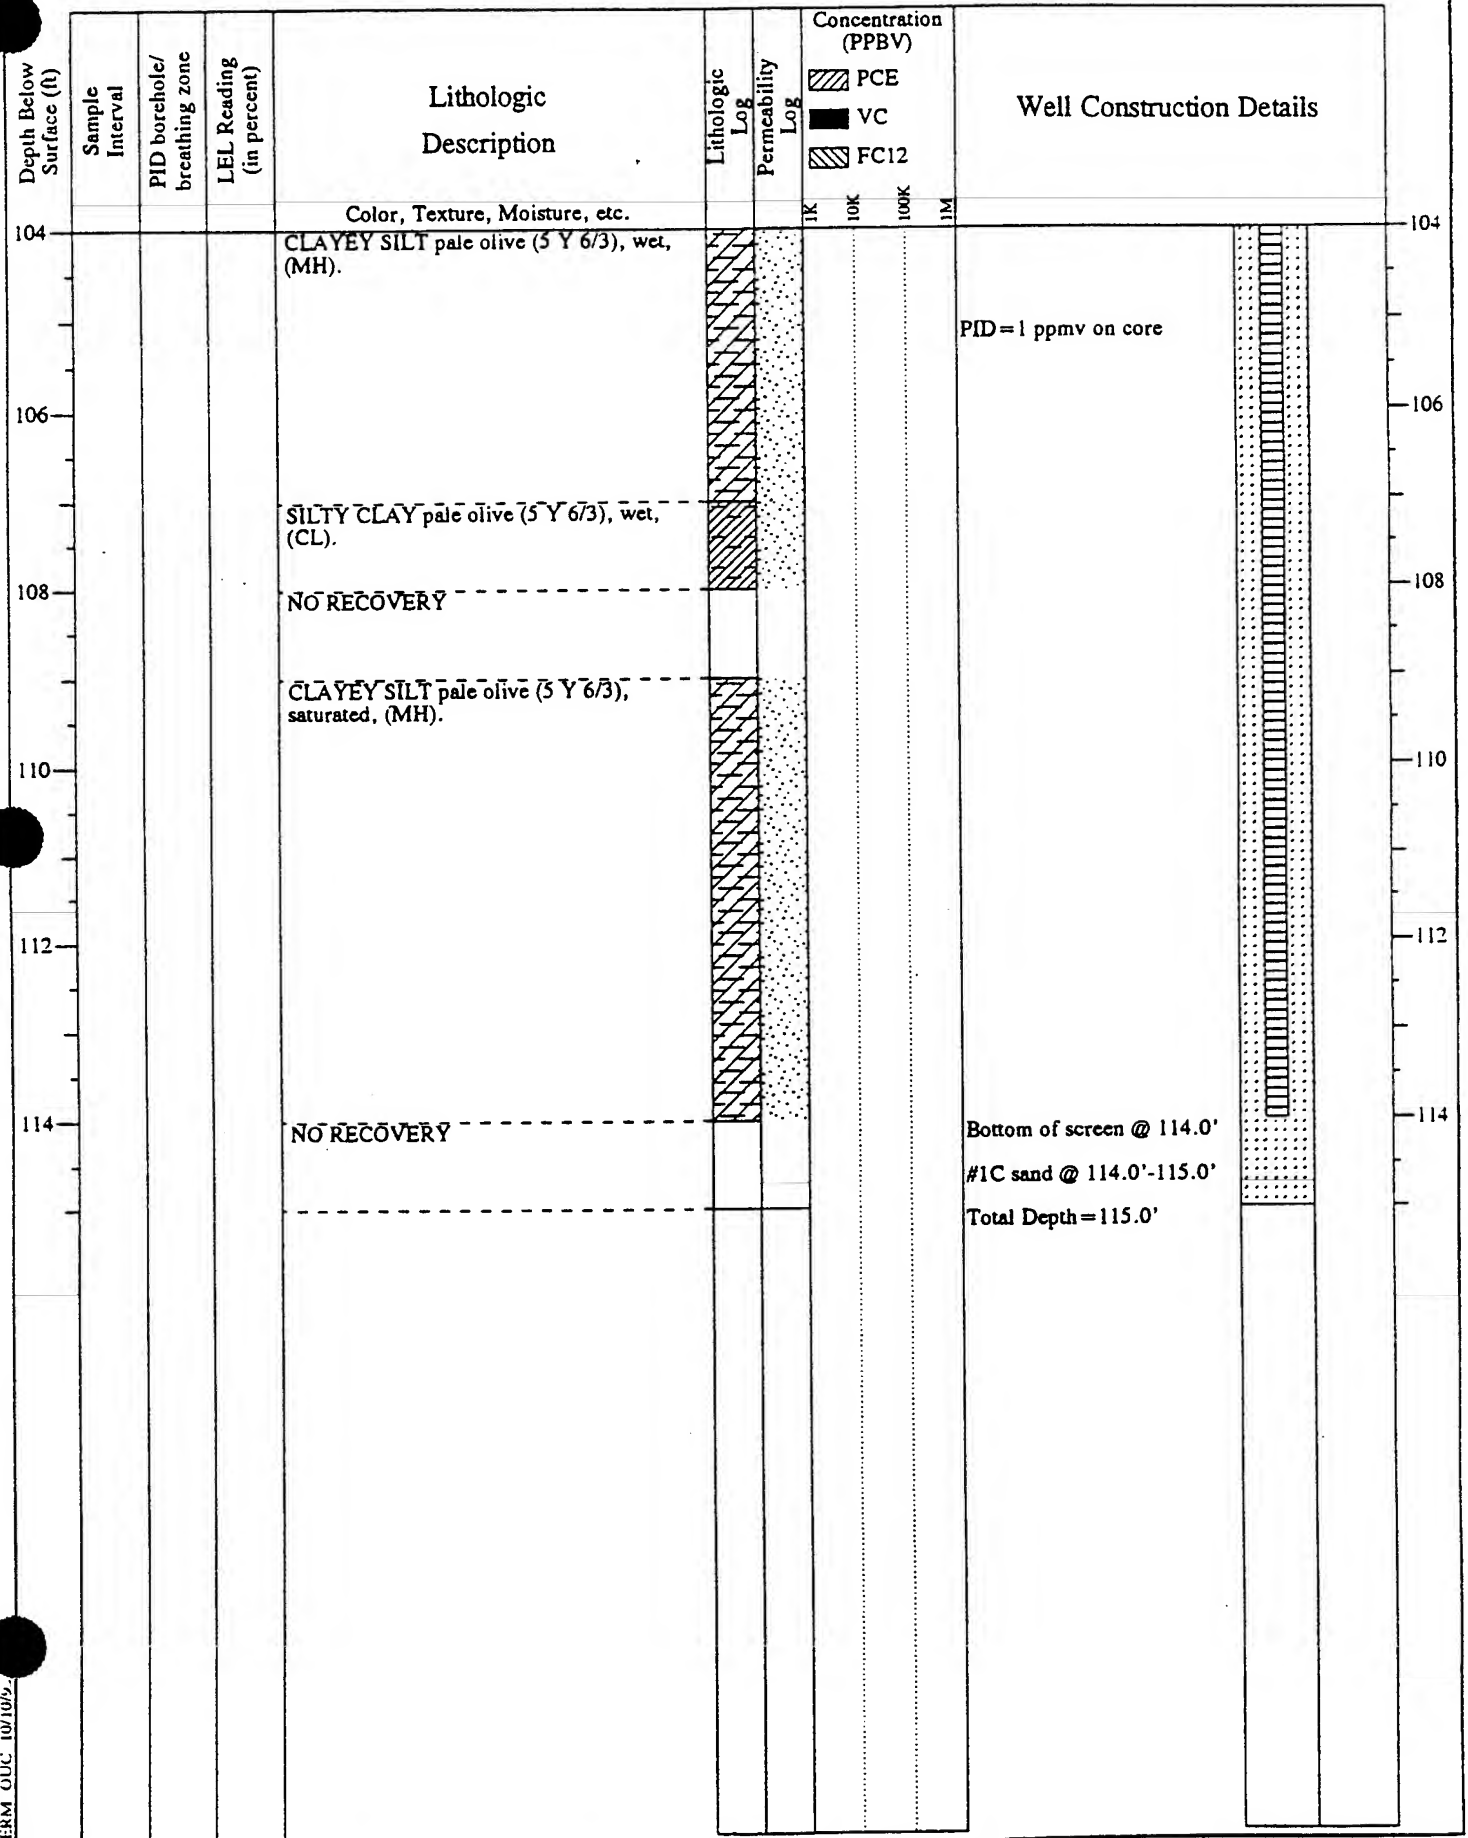 Depth Below
Surface (ft)
Sample
Interval
PID borehole/
breathing zone
LEL Reading
(in percent)
Lithologic
Description
Color, Texture, Moisture, etc.
Lithologic
Log
Permeability
Log
Concentration
(PPBV)
PCE
VC
FC12
1K
10K
100K
1M
Well Construction Details
104
CLAYEY SILT pale olive (5 Y 6/3), wet,
(MH).
104
PID=1 ppmv on core
106
106
SILTY CLAY pale olive (5 Y 6/3), wet,
(CL).
108
NO RECOVERY
108
CLAYEY SILT pale olive (5 Y 6/3),
saturated, (MH).
110
110
112
112
114
NO RECOVERY
Bottom of screen @ 114.0'
114
#1C sand @ 114.0'-115.0'
Total Depth=115.0'
ERM OUC